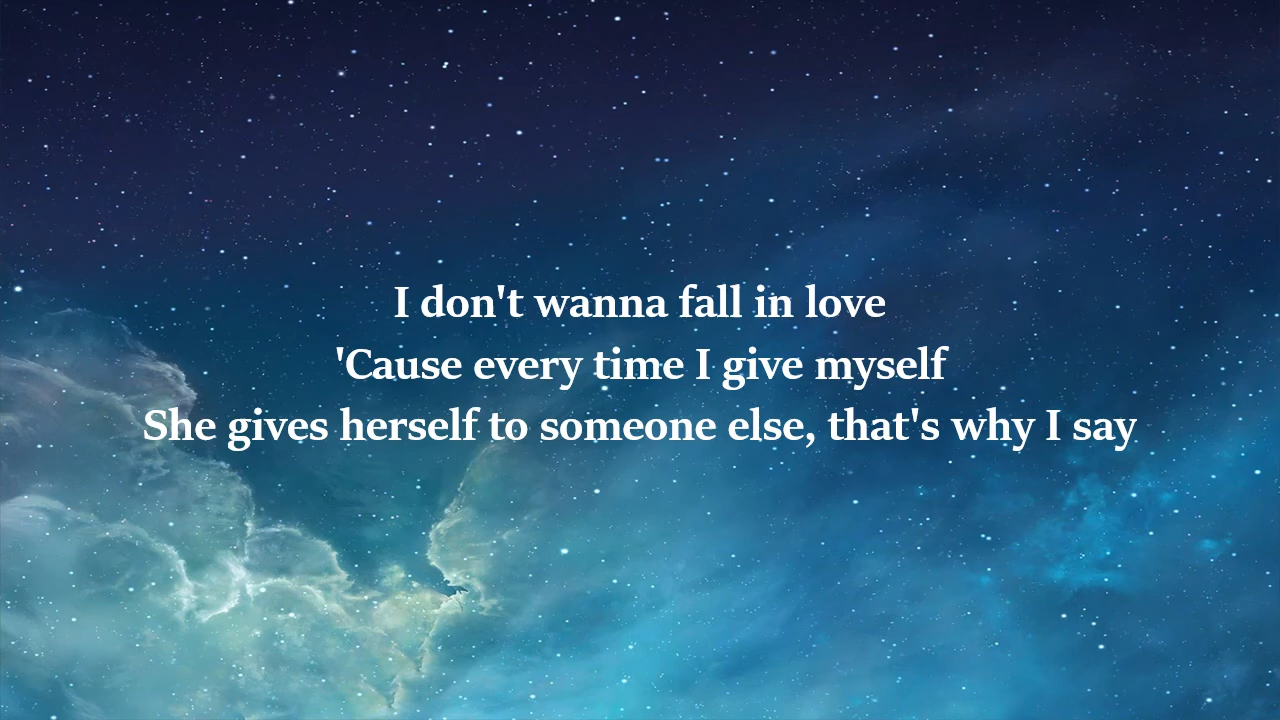 I don't wanna fall in love
'Cause every time I give myself
She gives herself to someone else, that's why I say